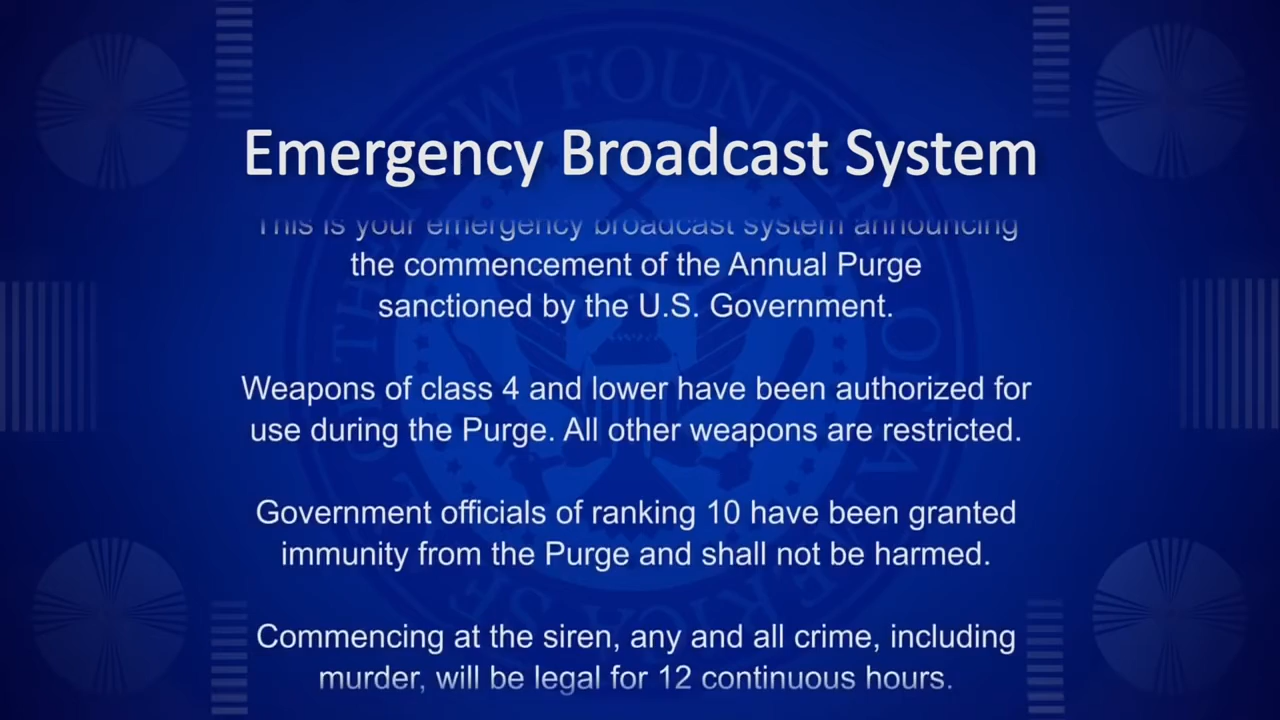 Emergency Broadcast System
This is your emergency broadcast system announcing
the commencement of the Annual Purge
sanctioned by the U.S. Government.
Weapons of class 4 and lower have been authorized for
use during the Purge. All other weapons are restricted.
Government officials of ranking 10 have been granted
immunity from the Purge and shall not be harmed.
Commencing at the siren, any and all crime, including
murder, will be legal for 12 continuous hours.
NEW FOUNDERS OF